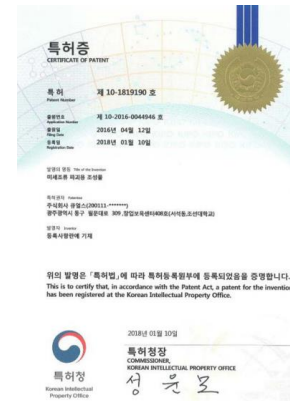 특허증
CERTIFICATE OF PATENT
특 허 제 10-1819190 호
Patent Number
출원번호 제 10-2016-0044946 호
Application Number
출원일 2016년 04월 12일
Filing Date
등록일 2018년 01월 10일
Registration Date
발명의 명칭 Title of the Invention
미세조류 파괴용 조성물
특허권자 Patentee
주식회사 큐엘스(200111-*******)
광주광역시 동구 필문대로 309,창업보육센터408호(서석동,조선대학교)
발명자 Inventor
등록사항란에 기재
위의 발명은 「특허법」에 따라 특허등록원부에 등록되었음을 증명합니다.
This is to certify that, in accordance with the Patent Act, a patent for the invention
has been registered at the Korean Intellectual Property Office.
2018년 01월 10일
특허청장
COMMISSIONER,
KOREAN INTELLECTUAL PROPERTY OFFICE
성윤모
특허청
Korean Intellectual
Property Office